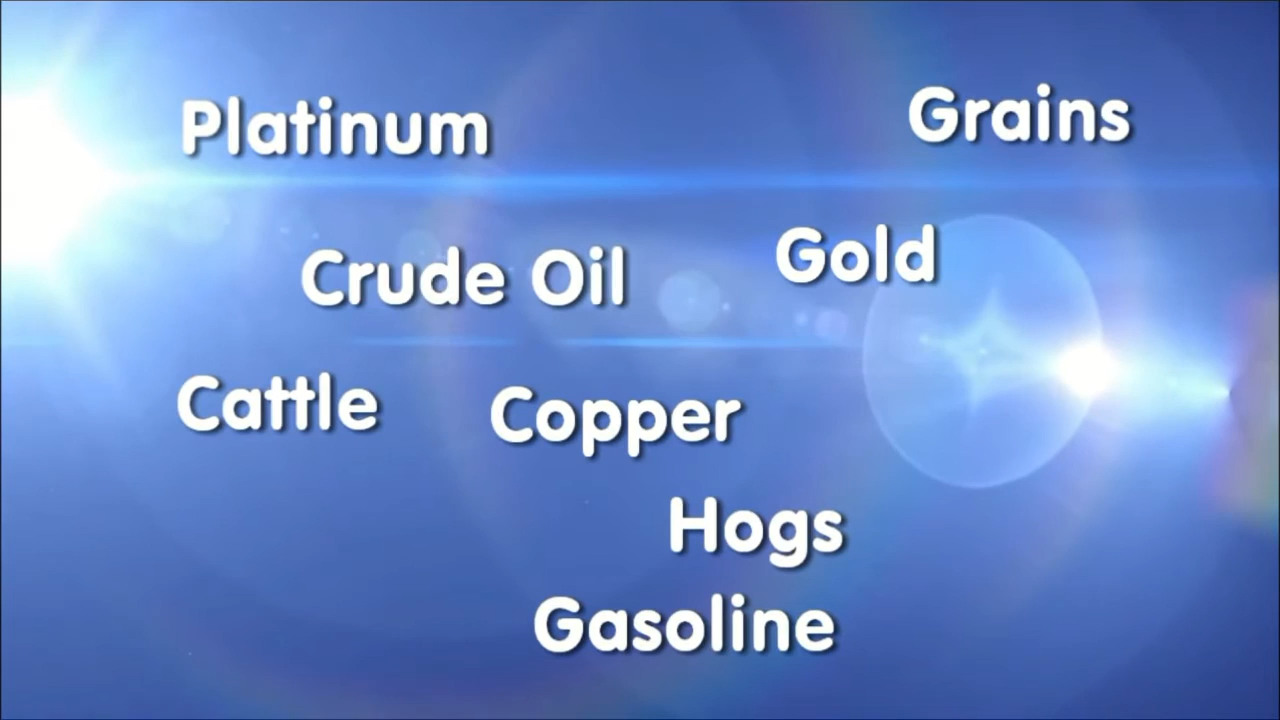 Platinum
Grains
Crude Oil
Gold
Cattle
Copper
Hogs
Gasoline